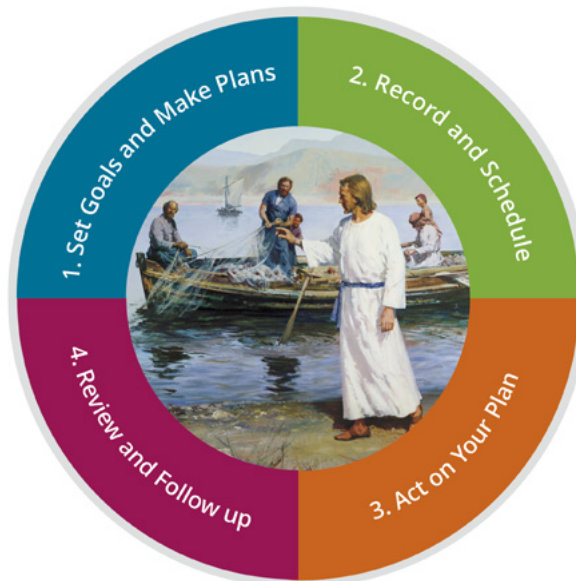 1. Set Goals and Make Plans
2. Record and Schedule
3. Act on Your Plan
4. Review and Follow up